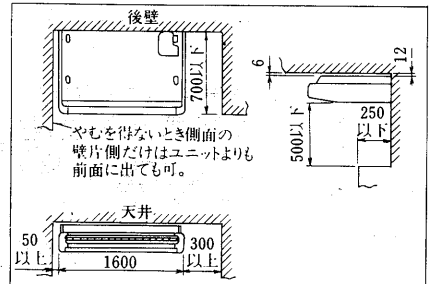 後壁
700以下
やむを得ないとき側面の
壁片側だけはユニットよりも
前面に出ても可。
6
12
250
以下
500以下
天井
50
以上
1600
300
以上